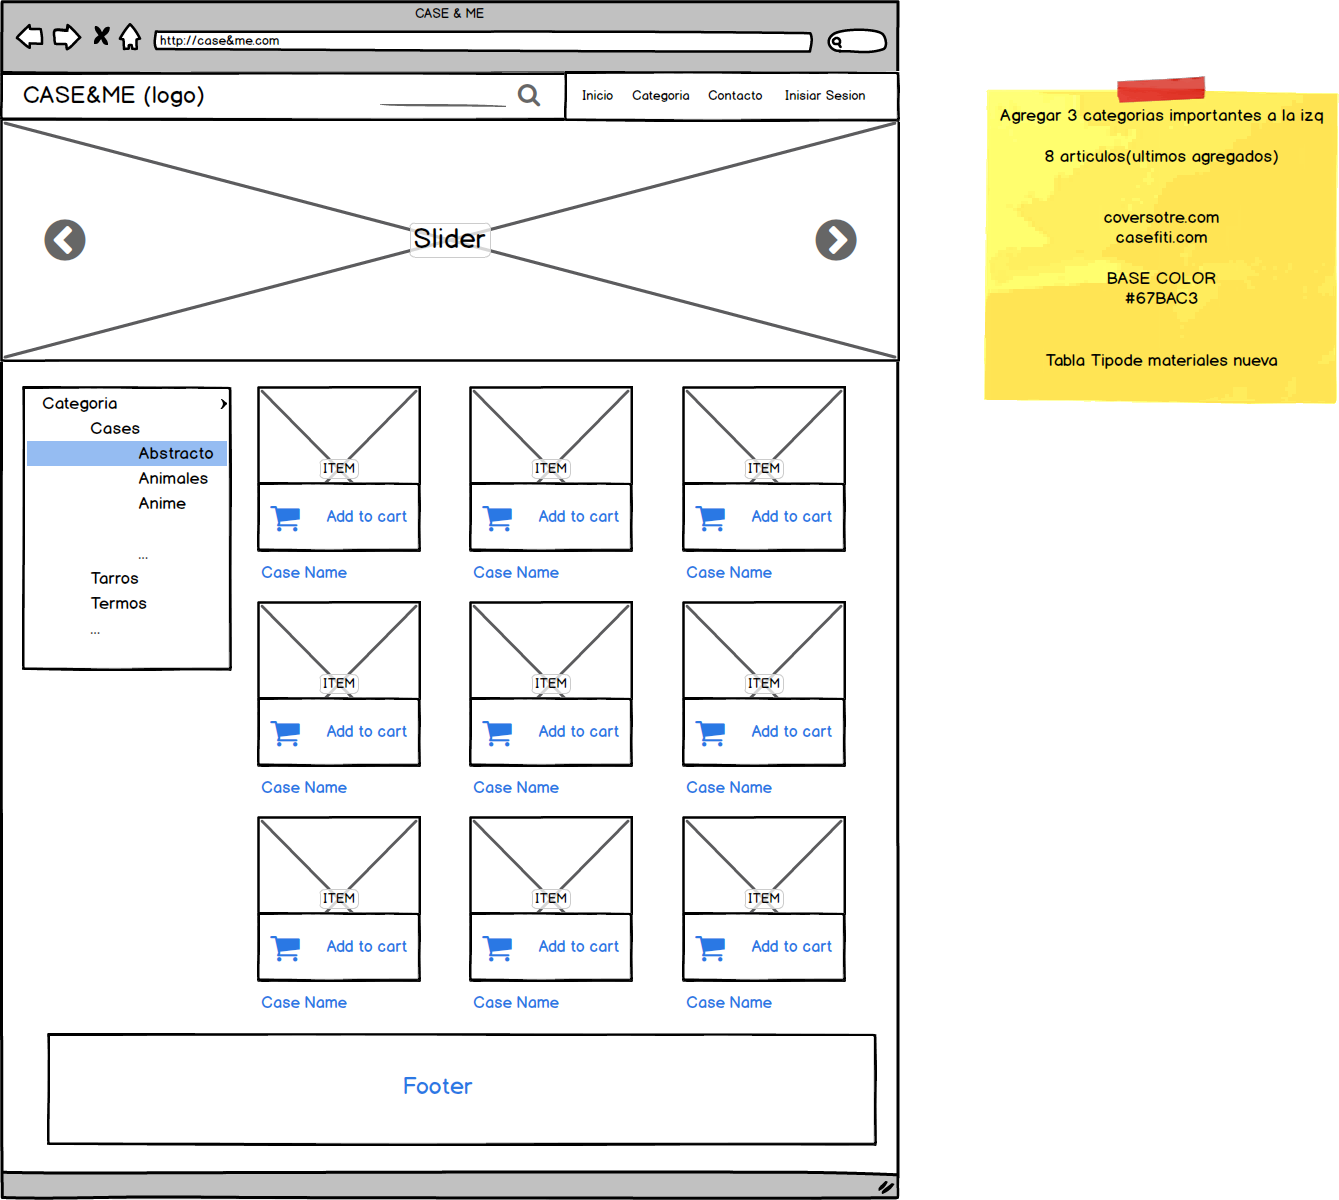 CASE & ME
http://case&me.com
CASE&ME (logo)
Inicio Categoria Contacto Inisiar Sesion
Slider
Categoria
Cases
Abstracto
Animales
Anime
...
Tarros
Termos
...
ITEM ITEM ITEM
Add to cart Add to cart Add to cart
Case Name Case Name Case Name
ITEM ITEM ITEM
Add to cart Add to cart Add to cart
Case Name Case Name Case Name
ITEM ITEM ITEM
Add to cart Add to cart Add to cart
Case Name Case Name Case Name
Footer
Agregar 3 categorias importantes a la izq
8 articulos(ultimos agregados)
coversotre.com
casefiti.com
BASE COLOR
#67BAC3
Tabla Tipode materiales nueva